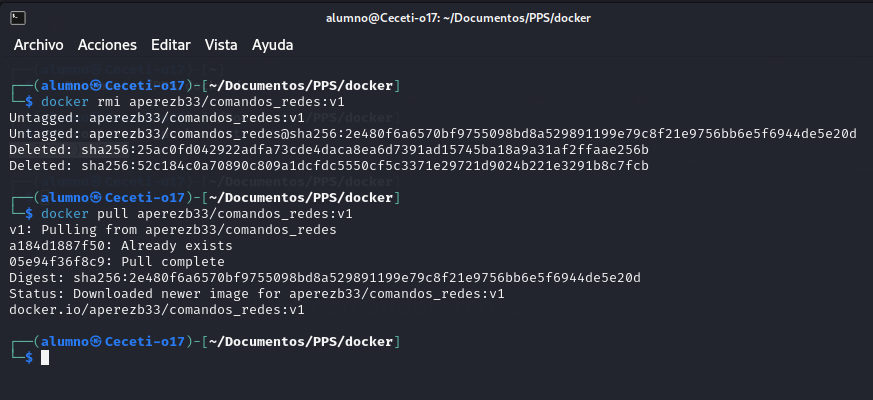 alumno@Ceceti-o17: ~/Documentos/PPS/docker
Archivo Acciones Editar Vista Ayuda
┌──(alumno㉿Ceceti-o17)-[~/Documentos/PPS/docker]
└─$ docker rmi aperezb33/comandos_redes:v1
Untagged: aperezb33/comandos_redes:v1
Untagged: aperezb33/comandos_redes@sha256:2e480f6a6570bf9755098bd8a529891199e79c8f21e9756bb6e5f6944de5e20d
Deleted: sha256:25ac0fd042922adfa73cde4daca8ea6d7391ad15745ba18a9a31af2ffaae256b
Deleted: sha256:52c184c0a70890c809a1dcfdc5550cf5c3371e29721d9024b221e3291b8c7fcb
┌──(alumno㉿Ceceti-o17)-[~/Documentos/PPS/docker]
└─$ docker pull aperezb33/comandos_redes:v1
v1: Pulling from aperezb33/comandos_redes
a184d1887f50: Already exists
05e94f36f8c9: Pull complete
Digest: sha256:2e480f6a6570bf9755098bd8a529891199e79c8f21e9756bb6e5f6944de5e20d
Status: Downloaded newer image for aperezb33/comandos_redes:v1
docker.io/aperezb33/comandos_redes:v1
┌──(alumno㉿Ceceti-o17)-[~/Documentos/PPS/docker]
└─$